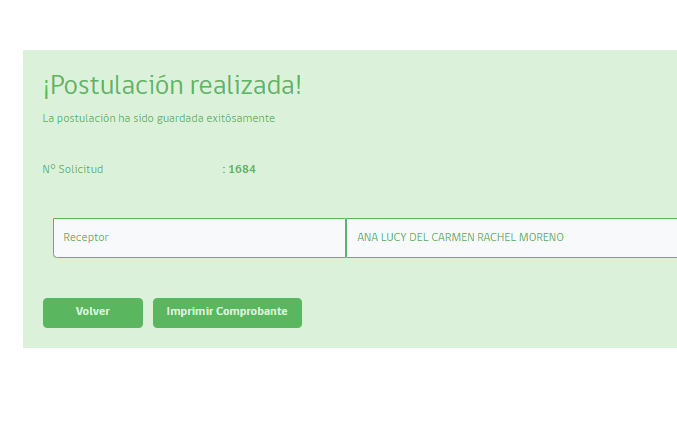 ¡Postulación realizada!
La postulación ha sido guardada exitósamente
Nº Solicitud : 1684
Receptor ANA LUCY DEL CARMEN RACHEL MORENO
Volver Imprimir Comprobante